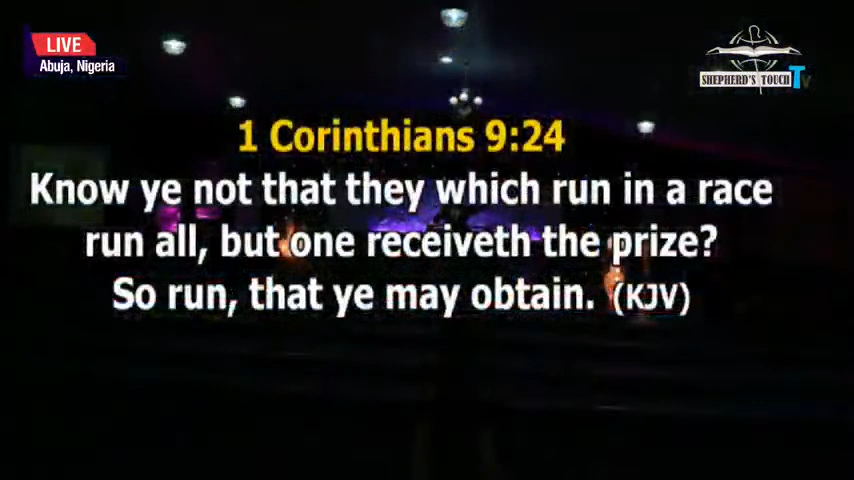 LIVE
Abuja, Nigeria
SHEPHERD'S TOUCH TV
1 Corinthians 9:24
Know ye not that they which run in a race
run all, but one receiveth the prize?
So run, that ye may obtain. (KJV)